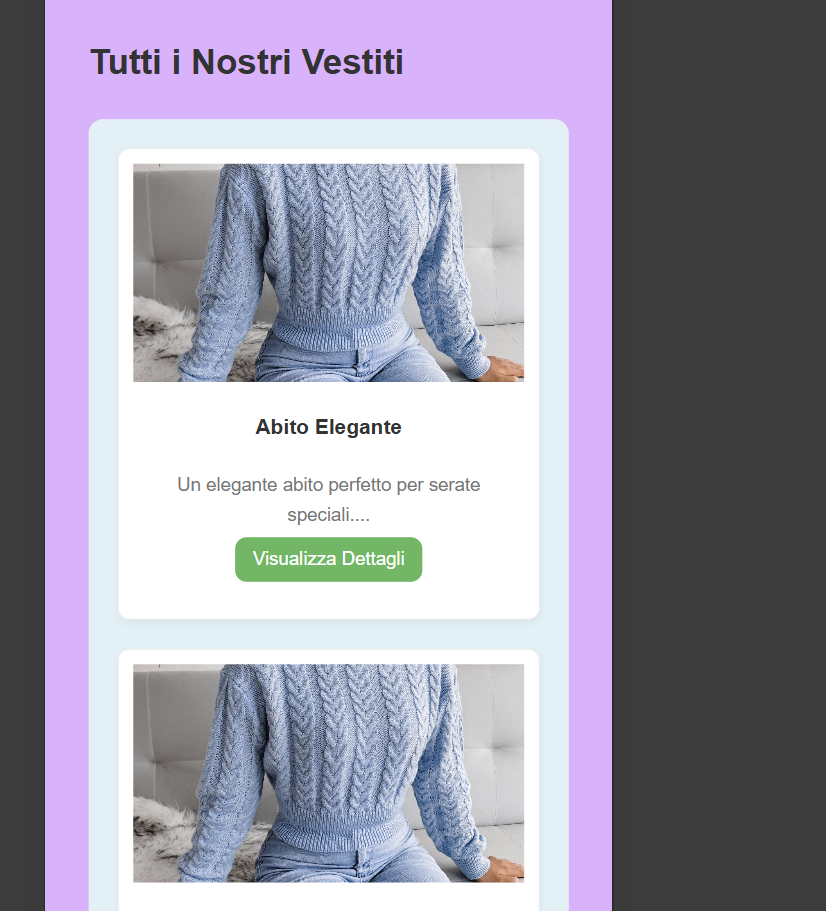 Tutti i Nostri Vestiti
Abito Elegante
Un elegante abito perfetto per serate
speciali....
Visualizza Dettagli